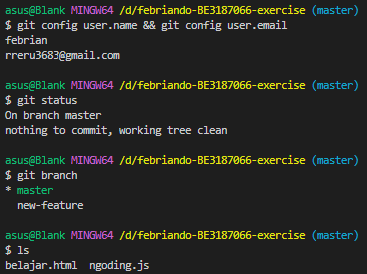 asus@Blank MINGW64 /d/febriando-BE3187066-exercise (master)
$ git config user.name && git config user.email
febrian
rreru3683@gmail.com
asus@Blank MINGW64 /d/febriando-BE3187066-exercise (master)
$ git status
On branch master
nothing to commit, working tree clean
asus@Blank MINGW64 /d/febriando-BE3187066-exercise (master)
$ git branch
* master
new-feature
asus@Blank MINGW64 /d/febriando-BE3187066-exercise (master)
$ ls
belajar.html ngoding.js